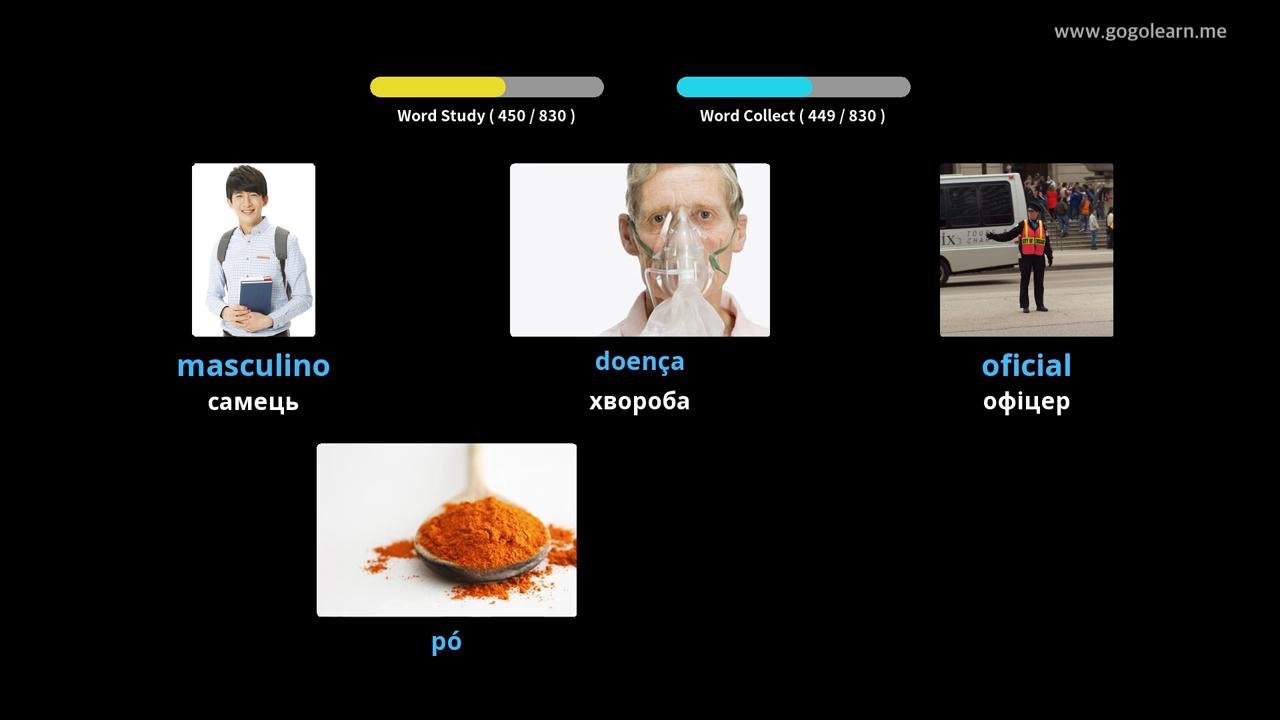 www.gogolearn.me
Word Study ( 450 / 830 )
Word Collect ( 449 / 830 )
masculino
самець
doença
хвороба
oficial
офіцер
pó